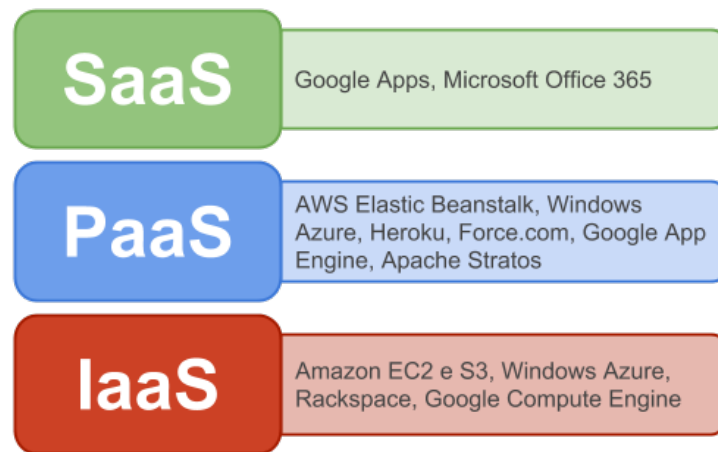 SaaS
Google Apps, Microsoft Office 365
PaaS
AWS Elastic Beanstalk, Windows
Azure, Heroku, Force.com, Google App
Engine, Apache Stratos
IaaS
Amazon EC2 e S3, Windows Azure,
Rackspace, Google Compute Engine